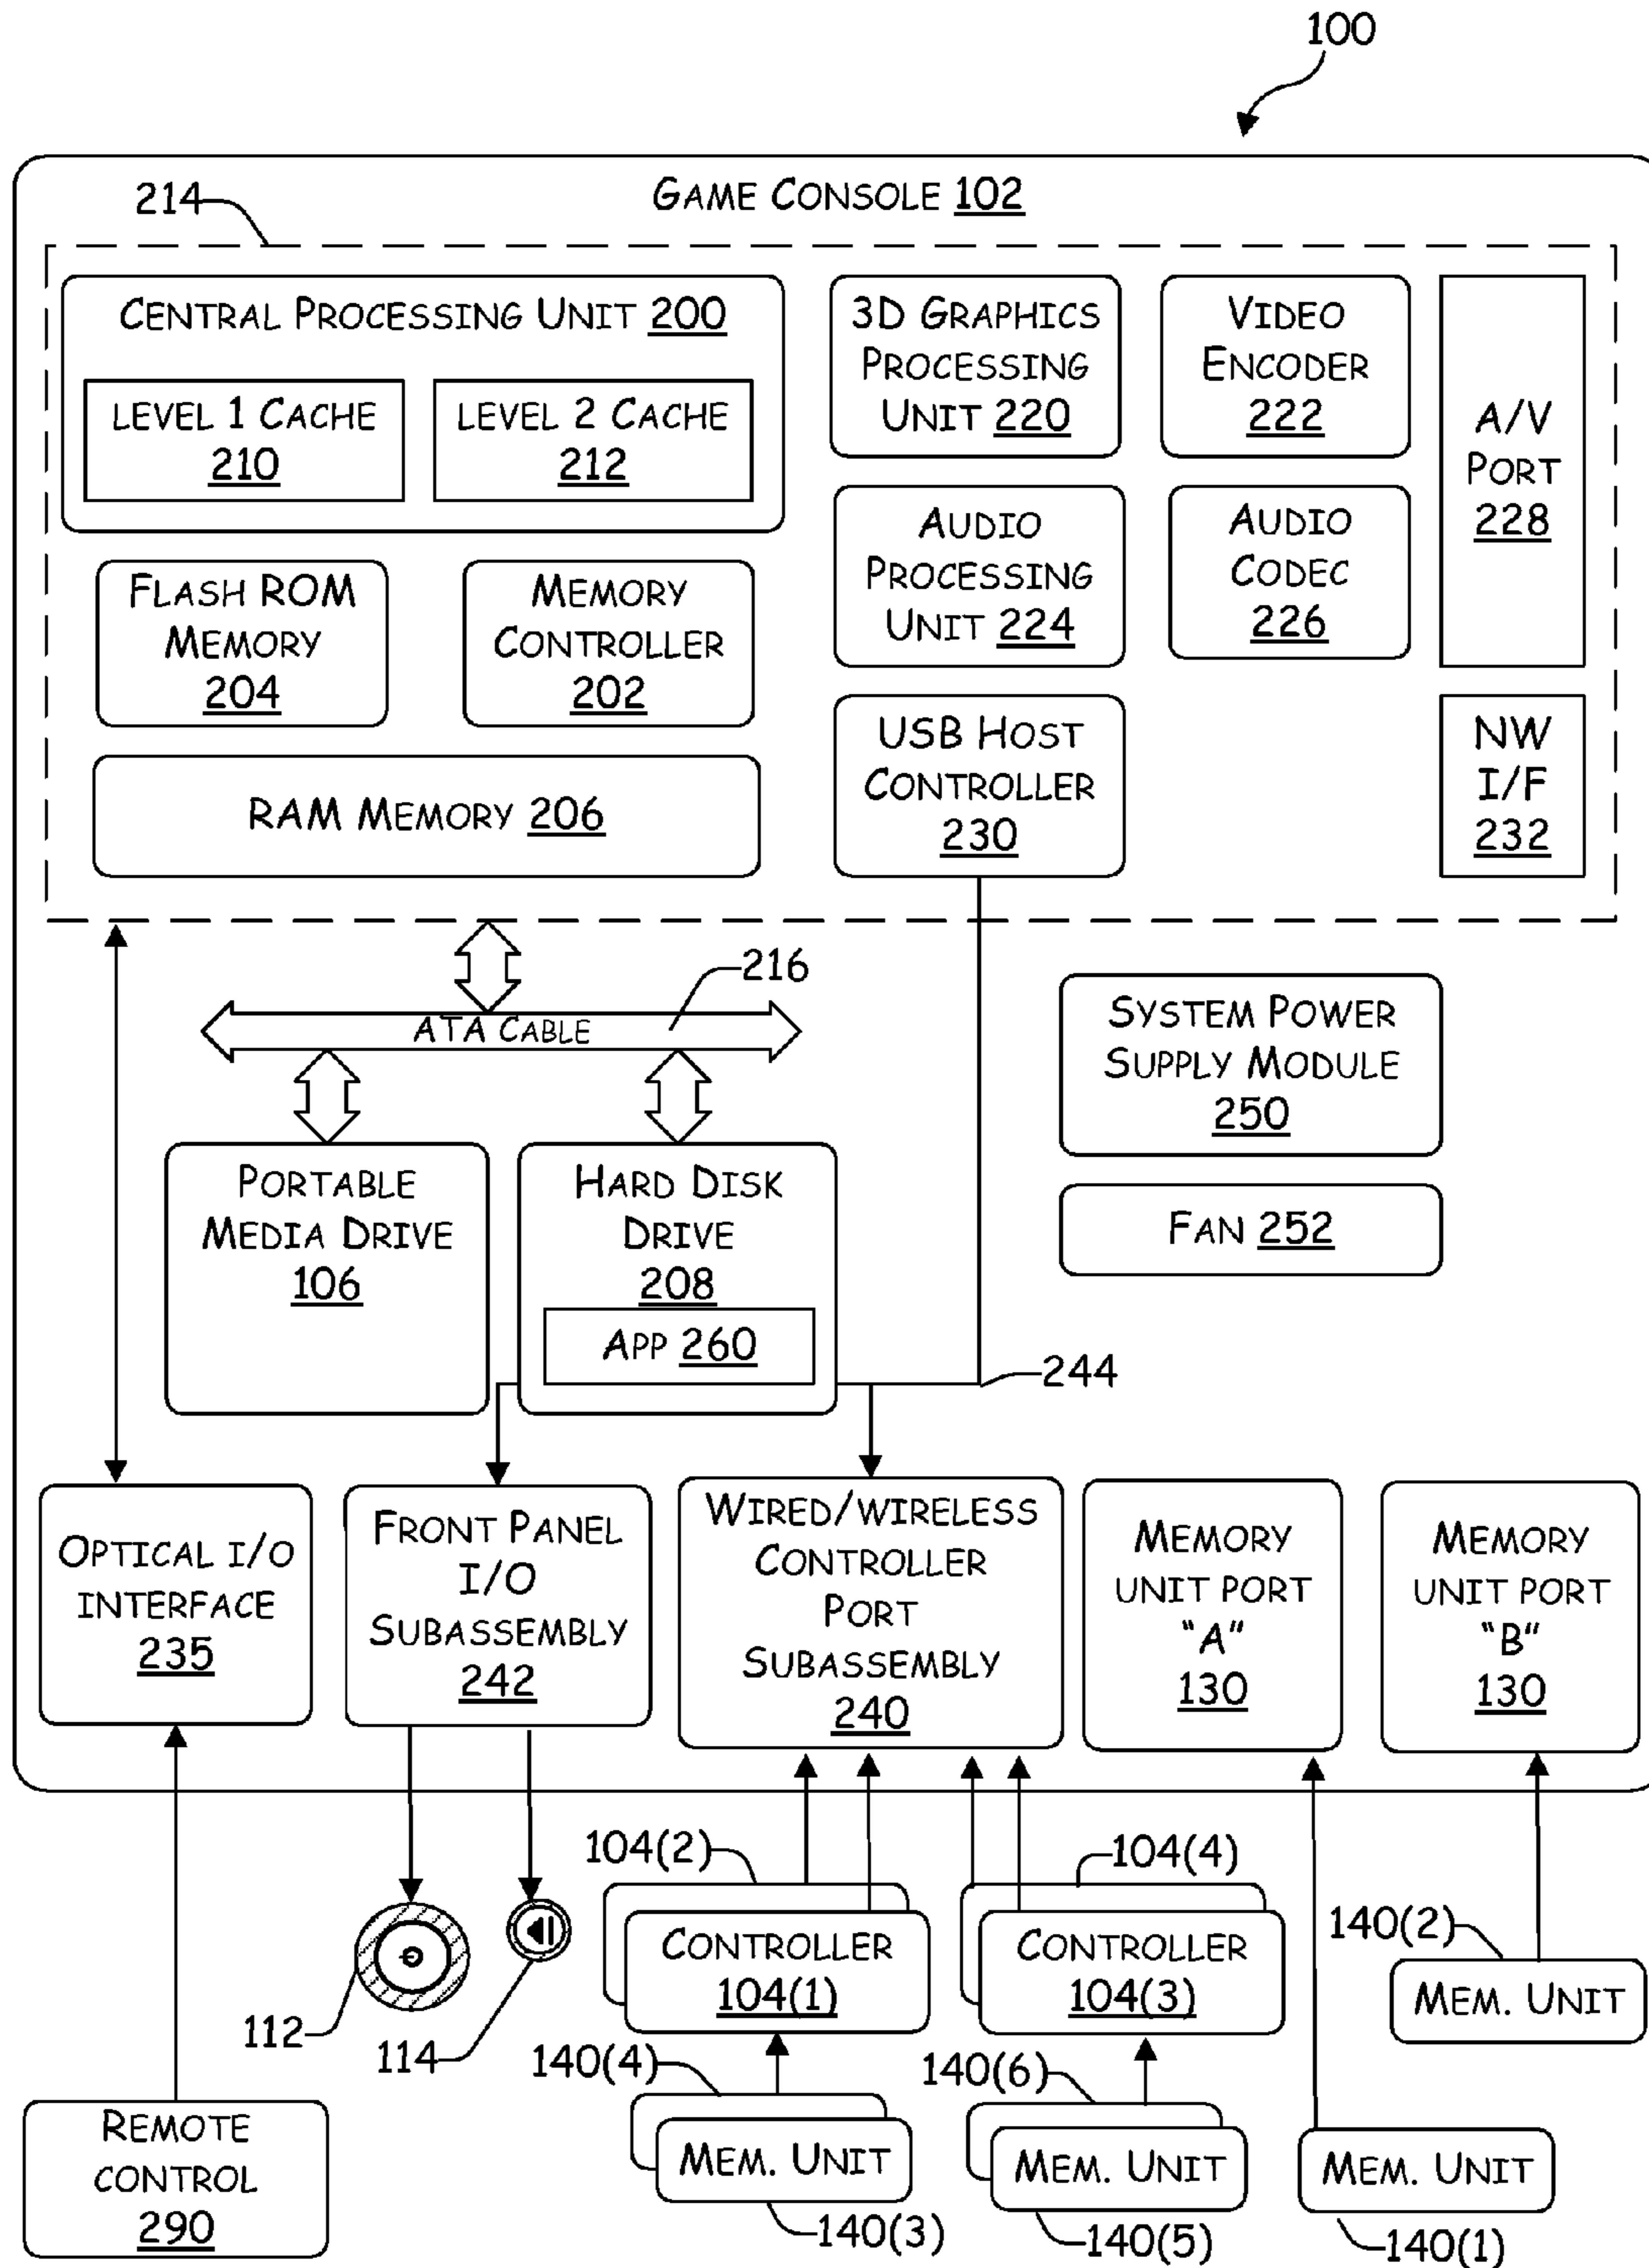 100
GAME CONSOLE 102
214
CENTRAL PROCESSING UNIT 200
LEVEL 1 CACHE
210
LEVEL 2 CACHE
212
3D GRAPHICS
PROCESSING
UNIT 220
VIDEO
ENCODER
222
A/V
PORT
228
FLASH ROM
MEMORY
204
MEMORY
CONTROLLER
202
AUDIO
PROCESSING
UNIT 224
AUDIO
CODEC
226
RAM MEMORY 206
USB HOST
CONTROLLER
230
NW
I/F
232
216
ATA CABLE
SYSTEM POWER
SUPPLY MODULE
250
PORTABLE
MEDIA DRIVE
106
HARD DISK
DRIVE
208
APP 260
FAN 252
244
OPTICAL I/O
INTERFACE
235
FRONT PANEL
I/O
SUBASSEMBLY
242
WIRED/WIRELESS
CONTROLLER
PORT
SUBASSEMBLY
240
MEMORY
UNIT PORT
"A"
130
MEMORY
UNIT PORT
"B"
130
104(2)
104(4)
CONTROLLER
104(1)
CONTROLLER
104(3)
140(2)
MEM. UNIT
112
114
140(4)
140(6)
REMOTE
CONTROL
290
MEM. UNIT
MEM. UNIT
MEM. UNIT
140(3)
140(5)
140(1)